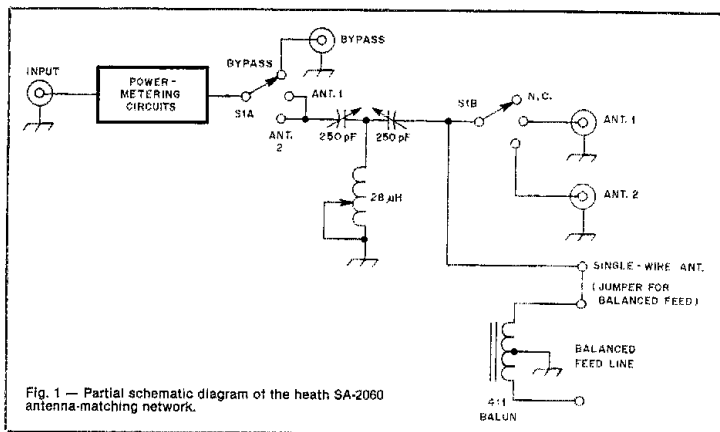 INPUT
POWER-
METERING
CIRCUITS
BYPASS
S1A
BYPASS
ANT. 1
ANT.
2
250 pF
250 pF
28 µH
S1B
N.C.
ANT. 1
ANT. 2
SINGLE-WIRE ANT.
(JUMPER FOR
BALANCED FEED)
BALANCED
FEED LINE
4:1
BALUN
Fig. 1 — Partial schematic diagram of the heath SA-2060
antenna-matching network.